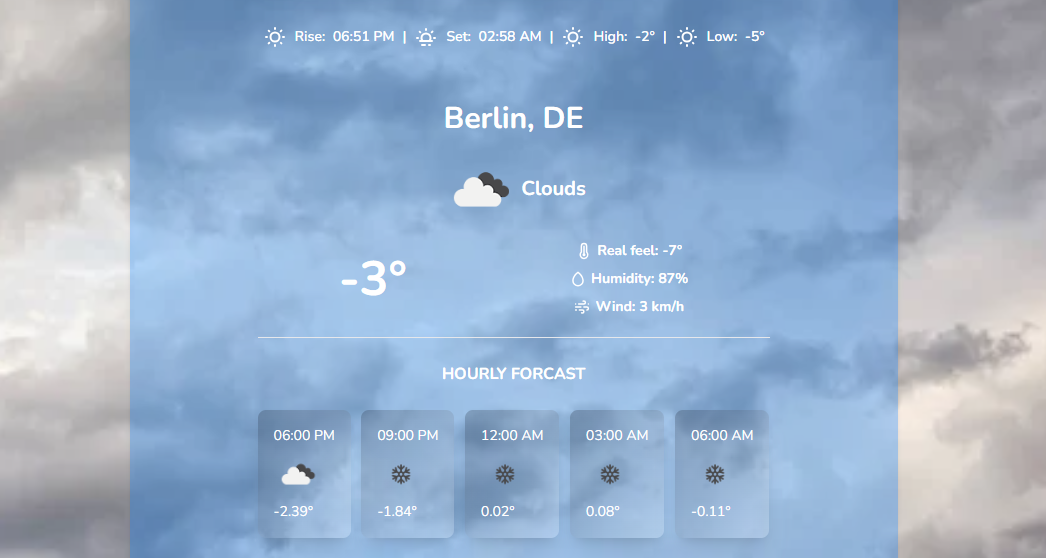 Rise: 06:51 PM | Set: 02:58 AM | High: -2° | Low: -5°
Berlin, DE
Clouds
-3°
Real feel: -7°
Humidity: 87%
Wind: 3 km/h
HOURLY FORCAST
06:00 PM 09:00 PM 12:00 AM 03:00 AM 06:00 AM
-2.39° -1.84° 0.02° 0.08° -0.11°